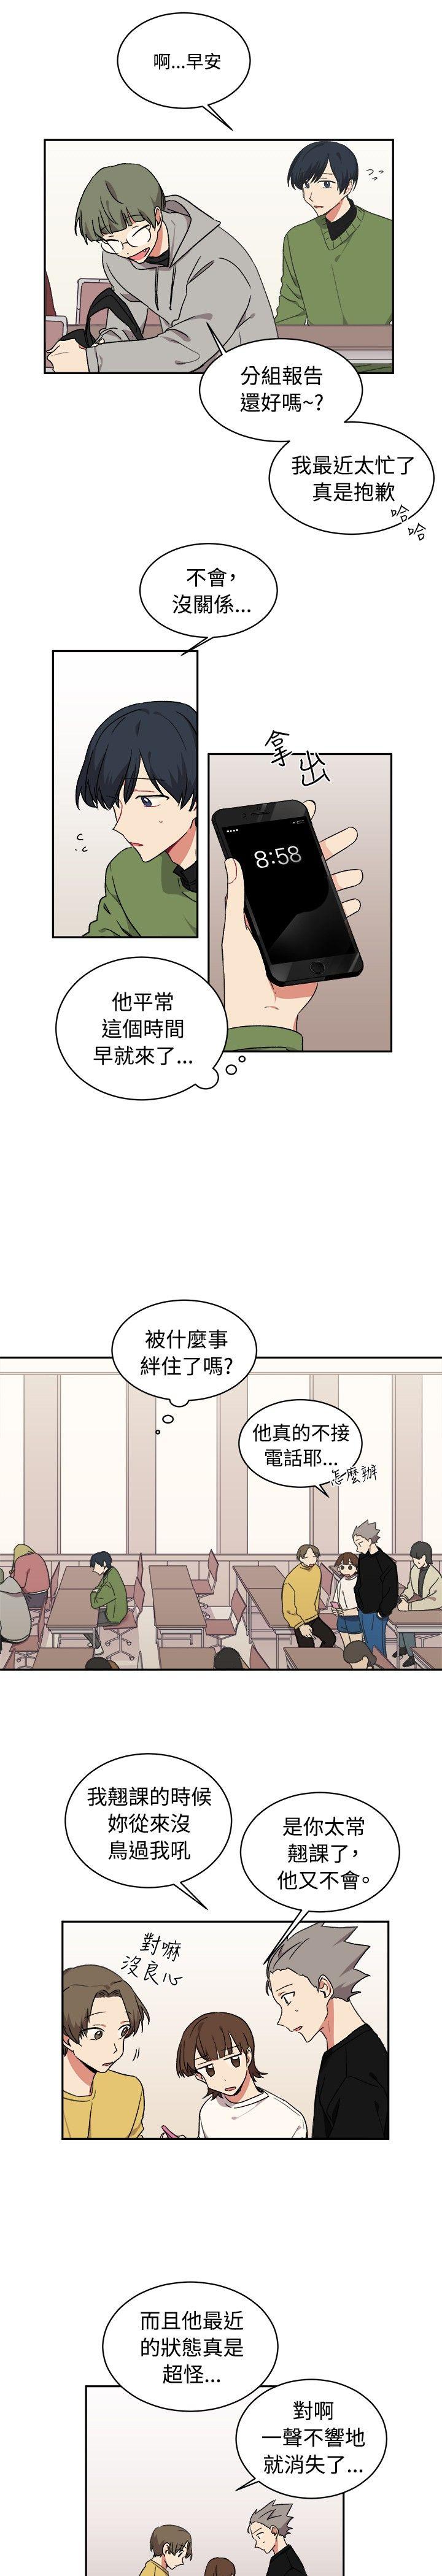 啊...早安
分組報告
還好嗎~?
我最近太忙了
真是抱歉
哈
哈
不會,
沒關係...
拿出
8:58
他平常
這個時間
早就來了...
被什麼事
絆住了嗎?
他真的不接
電話耶...
怎麼辦
我翹課的時候
妳從來沒
鳥過我吼
是你太常
翹課了,
他又不會。
對嘛
沒良心
而且他最近
的狀態真是
超怪...
對啊
一聲不響地
就消失了...